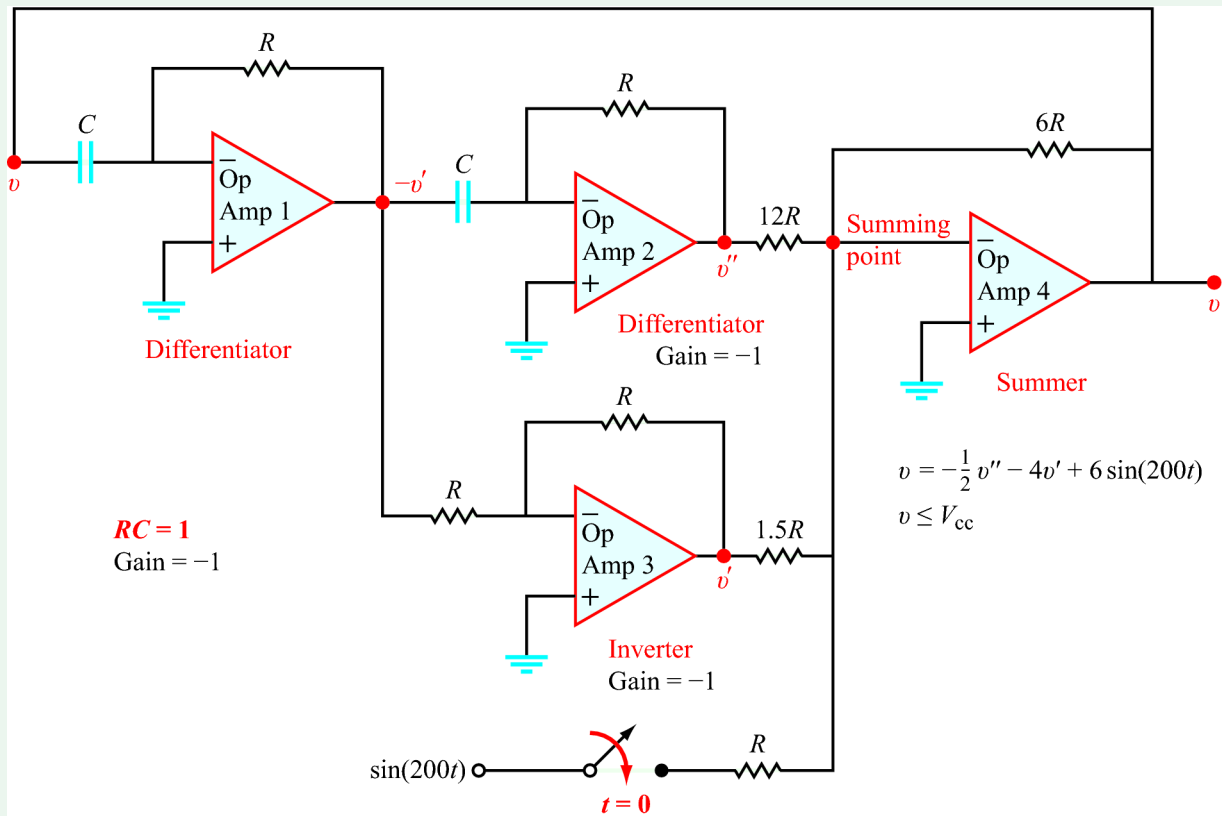 R
C
−
Op
Amp 1
+
υ
−υ′
Differentiator
R
C
−
Op
Amp 2
+
υ″
12R
Differentiator
Gain = −1
Summing
point
6R
−
Op
Amp 4
+
υ
Summer
R
R
−
Op
Amp 3
+
υ′
1.5R
Inverter
Gain = −1
RC = 1
Gain = −1
υ = −½ υ″ − 4υ′ + 6 sin(200t)
υ ≤ Vcc
sin(200t)
t = 0
R